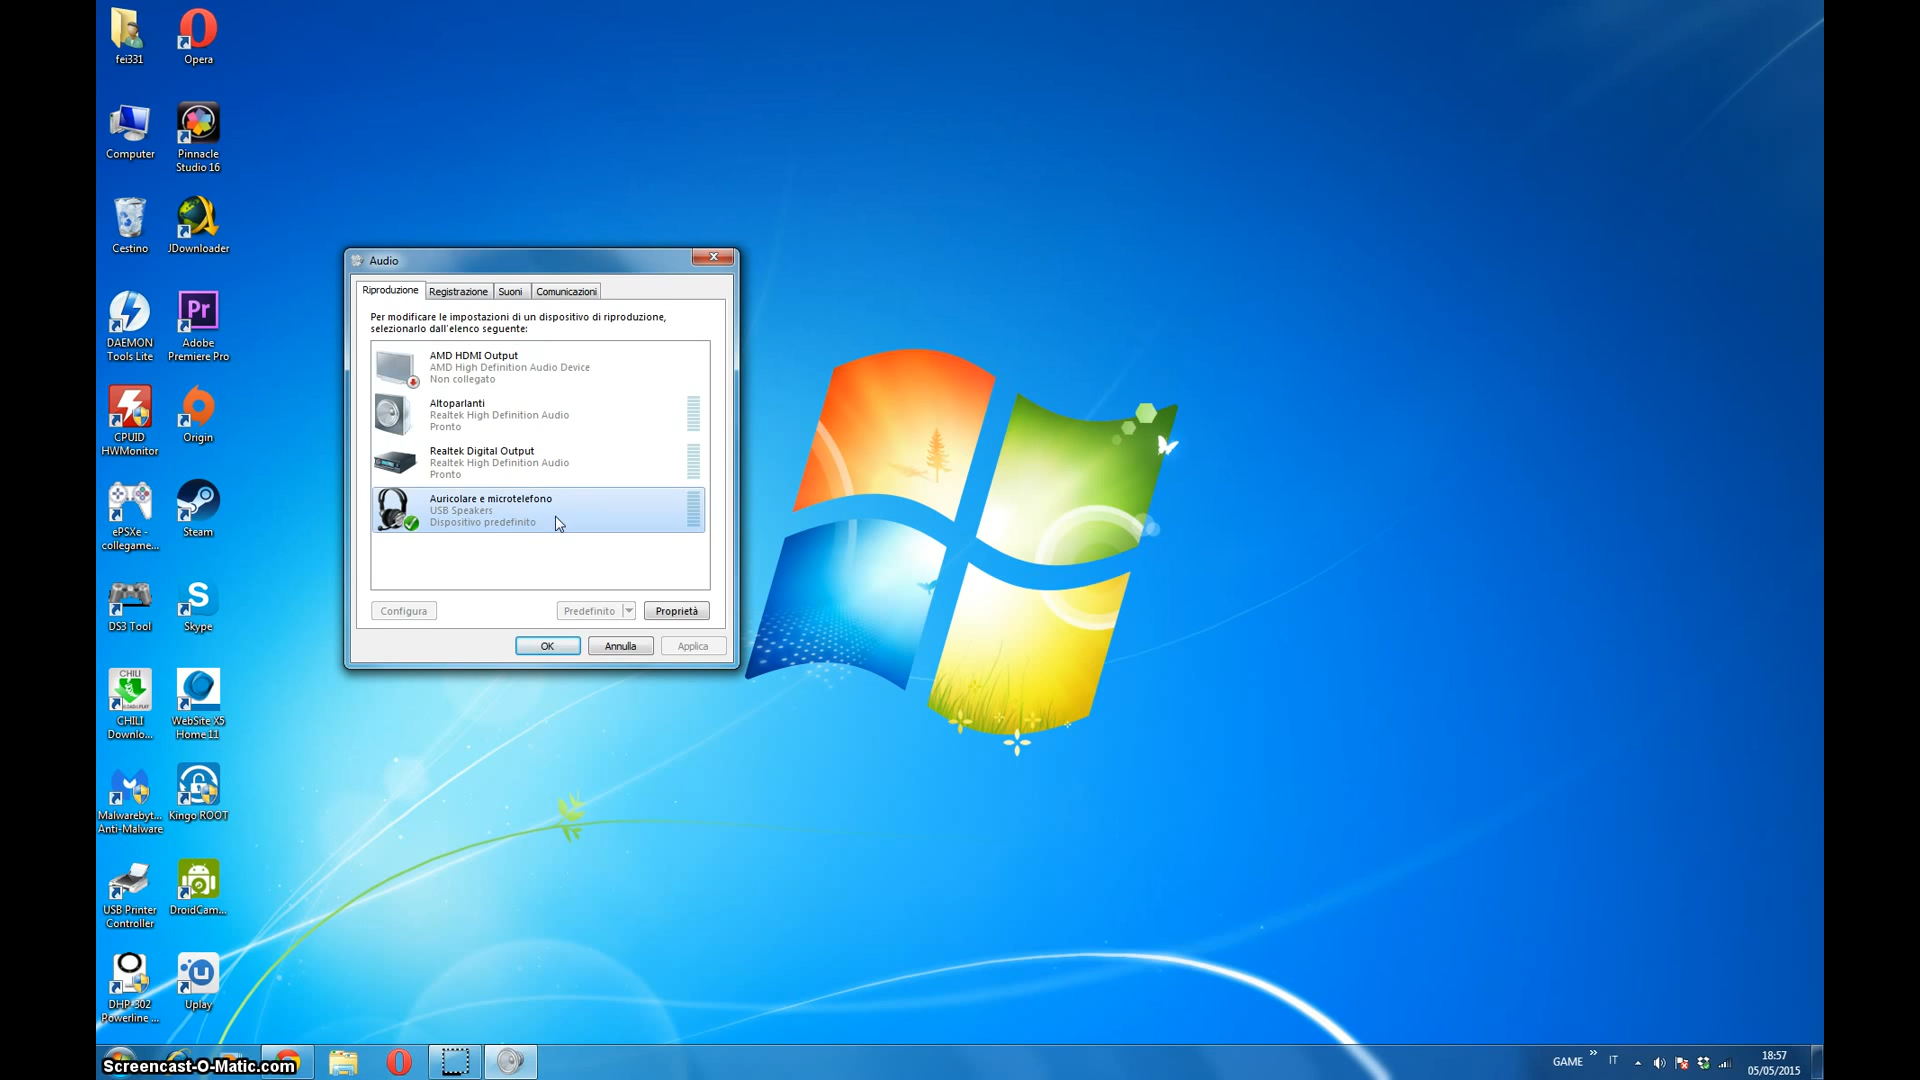 fei331
Opera
Computer
Pinnacle
Studio 16
Cestino
JDownloader
DAEMON
Tools Lite
Pr
Adobe
Premiere Pro
CPUID
HWMonitor
Origin
ePSXe -
collegame...
Steam
DS3 Tool
S
Skype
CHILI
CHILI
Downlo...
WebSite X5
Home 11
Malwarebyt...
Anti-Malware
Kingo ROOT
USB Printer
Controller
DroidCam...
DHP-302
Powerline ...
Uplay
Audio
Riproduzione
Registrazione
Suoni
Comunicazioni
Per modificare le impostazioni di un dispositivo di riproduzione,
selezionarlo dall'elenco seguente:
AMD HDMI Output
AMD High Definition Audio Device
Non collegato
Altoparlanti
Realtek High Definition Audio
Pronto
Realtek Digital Output
Realtek High Definition Audio
Pronto
Auricolare e microtelefono
USB Speakers
Dispositivo predefinito
Configura
Predefinito
Proprietà
OK
Annulla
Applica
Screencast-O-Matic.com
GAME
IT
18:57
05/05/2015